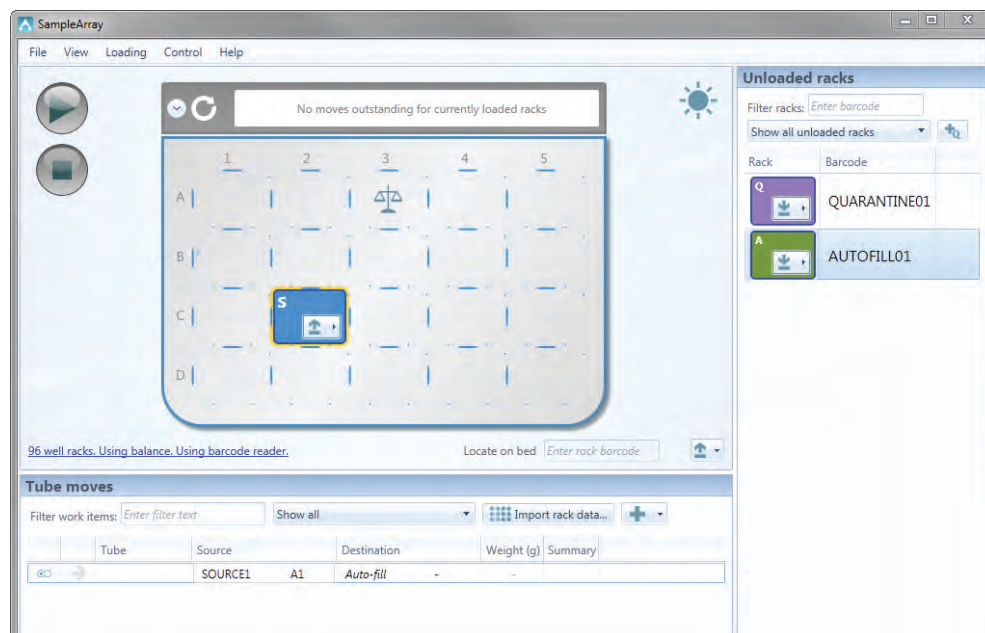 SampleArray
File View Loading Control Help
No moves outstanding for currently loaded racks
1 2 3 4 5
A
B
C
S
D
96 well racks. Using balance. Using barcode reader.
Locate on bed Enter rack barcode
Unloaded racks
Filter racks: Enter barcode
Show all unloaded racks
Q
Rack Barcode
Q QUARANTINE01
A AUTOFILL01
Tube moves
Filter work items: Enter filter text Show all Import rack data...
Tube Source Destination Weight (g) Summary
SOURCE1 A1 Auto-fill - -